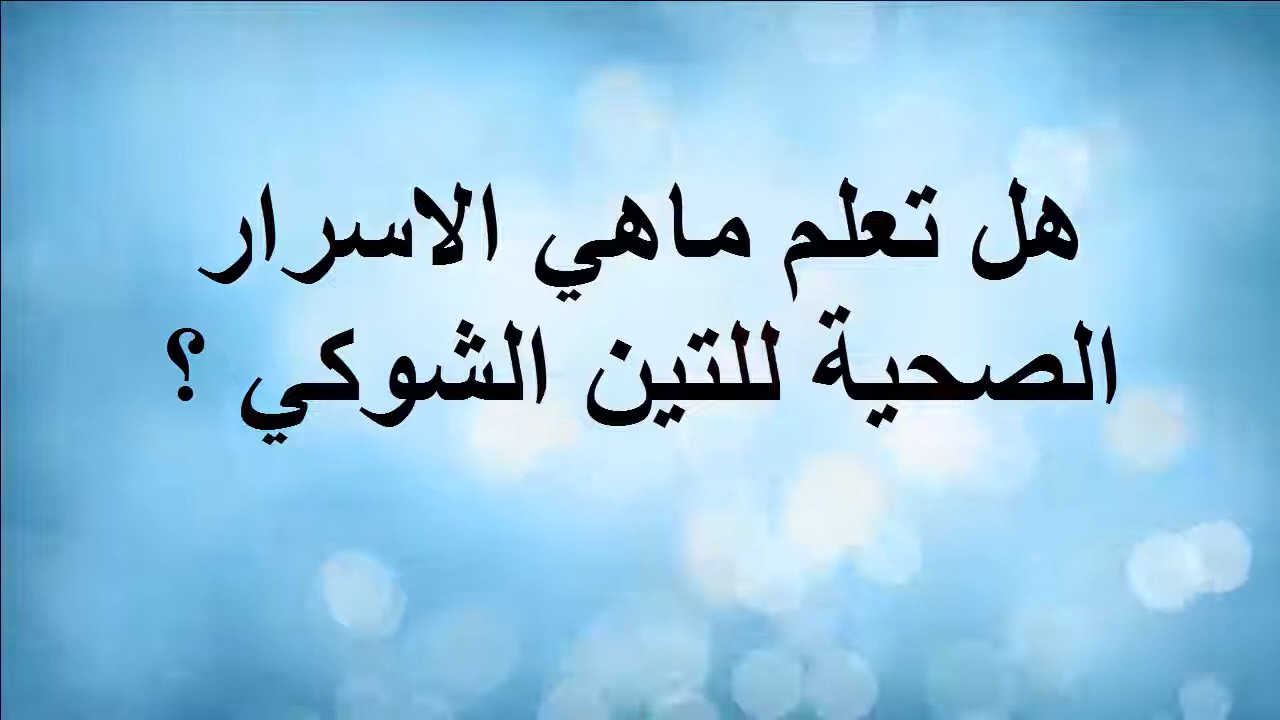 هل تعلم ماهي الاسرار
الصحية للتين الشوكي ؟